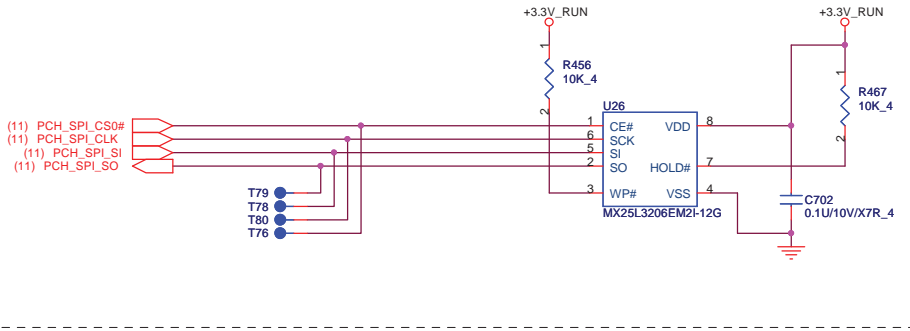 +3.3V_RUN
+3.3V_RUN
1
R456
10K_4
2
1
R467
10K_4
2
U26
(11) PCH_SPI_CS0#
1
CE#
VDD
8
(11) PCH_SPI_CLK
6
SCK
(11) PCH_SPI_SI
5
SI
(11) PCH_SPI_SO
2
SO
HOLD#
7
T79
3
WP#
VSS
4
T78
MX25L3206EM2I-12G
C702
0.1U/10V/X7R_4
T80
T76